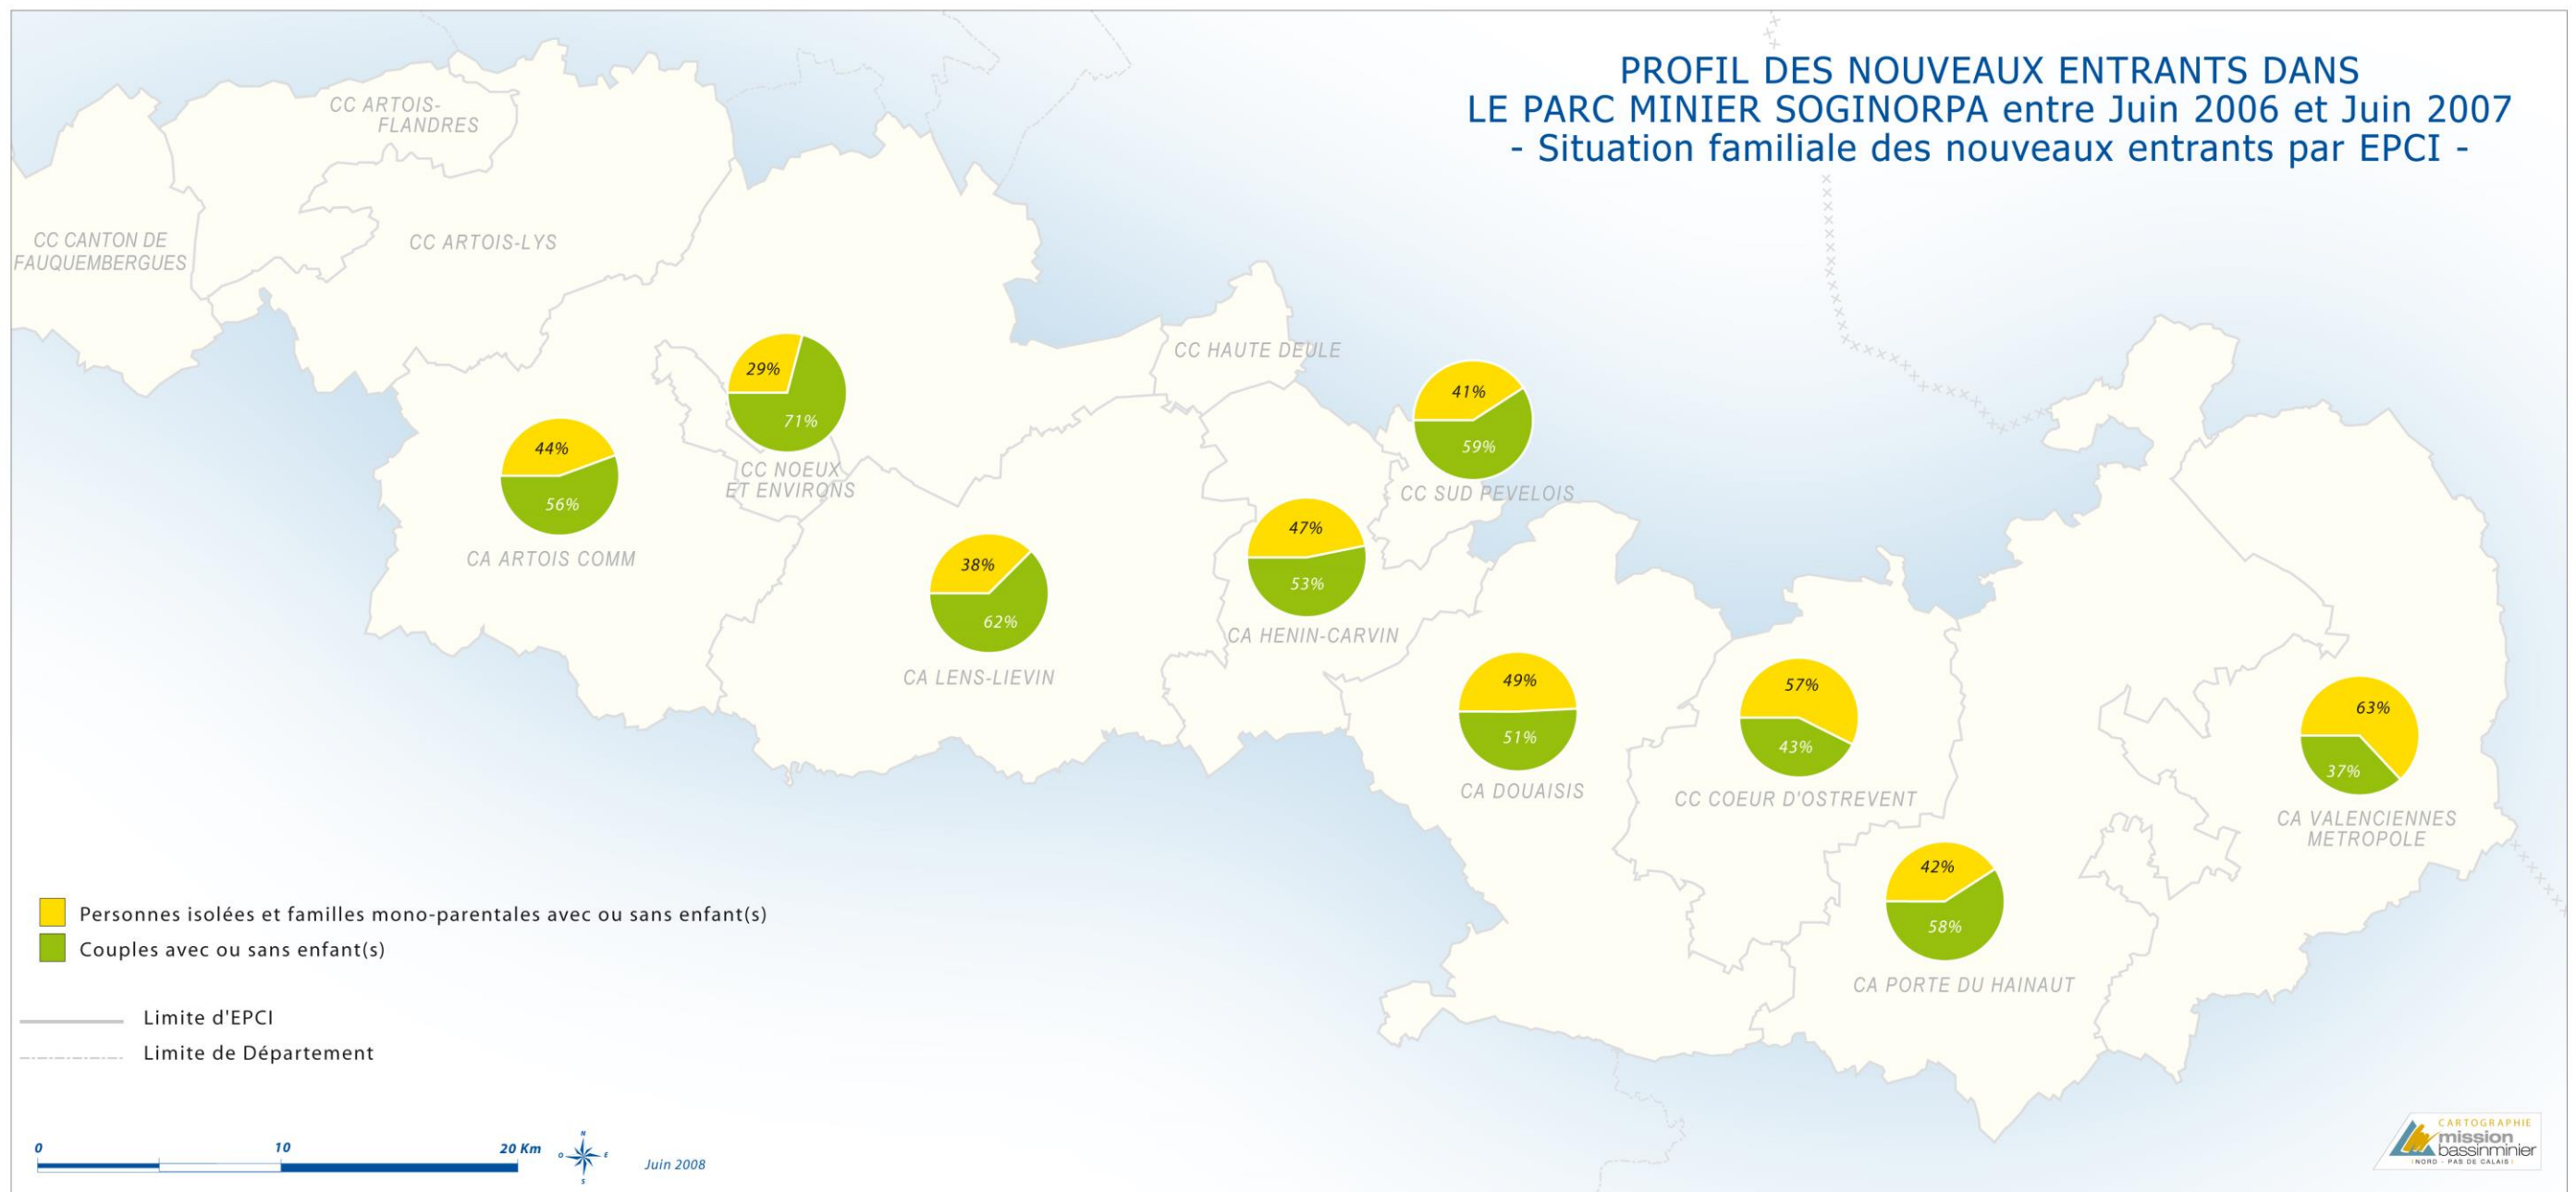 PROFIL DES NOUVEAUX ENTRANTS DANS
LE PARC MINIER SOGINORPA entre Juin 2006 et Juin 2007
- Situation familiale des nouveaux entrants par EPCI -
CC ARTOIS-
FLANDRES
CC CANTON DE
FAUQUEMBERGUES
CC ARTOIS-LYS
CC HAUTE DEULE
29%
71%
CC NOEUX
ET ENVIRONS
41%
59%
CC SUD PEVELOIS
44%
56%
CA ARTOIS COMM
38%
62%
CA LENS-LIEVIN
47%
53%
CA HENIN-CARVIN
49%
51%
CA DOUAISIS
57%
43%
CC COEUR D'OSTREVENT
63%
37%
CA VALENCIENNES
METROPOLE
42%
58%
CA PORTE DU HAINAUT
Personnes isolées et familles mono-parentales avec ou sans enfant(s)
Couples avec ou sans enfant(s)
Limite d'EPCI
Limite de Département
0 10 20 Km
N
O E
S
Juin 2008
CARTOGRAPHIE
mission
bassinminier
NORD - PAS DE CALAIS